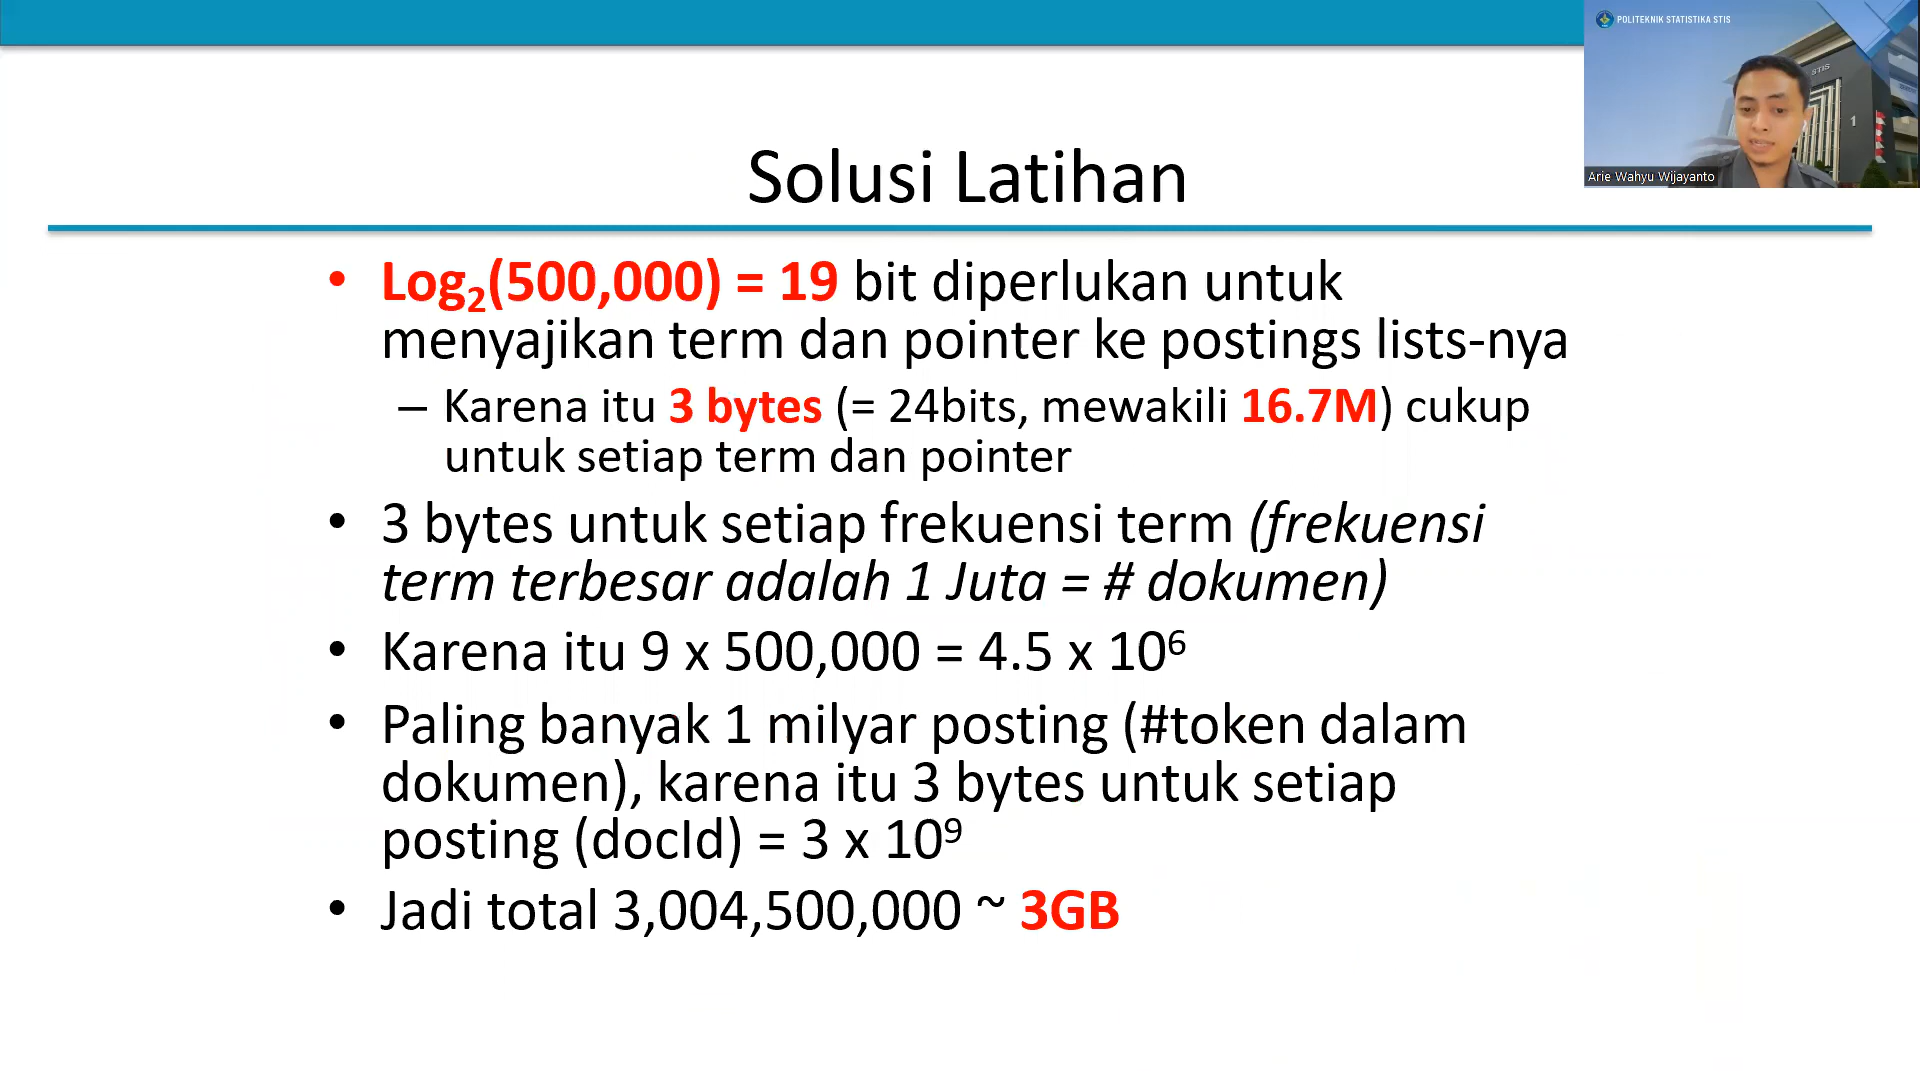 POLITEKNIK STATISTIKA STIS
STIS
1
Arie Wahyu Wijayanto
Solusi Latihan
• Log₂(500,000) = 19 bit diperlukan untuk
menyajikan term dan pointer ke postings lists-nya
– Karena itu 3 bytes (= 24bits, mewakili 16.7M) cukup
untuk setiap term dan pointer
• 3 bytes untuk setiap frekuensi term (frekuensi
term terbesar adalah 1 Juta = # dokumen)
• Karena itu 9 x 500,000 = 4.5 x 10⁶
• Paling banyak 1 milyar posting (#token dalam
dokumen), karena itu 3 bytes untuk setiap
posting (docId) = 3 x 10⁹
• Jadi total 3,004,500,000 ~ 3GB